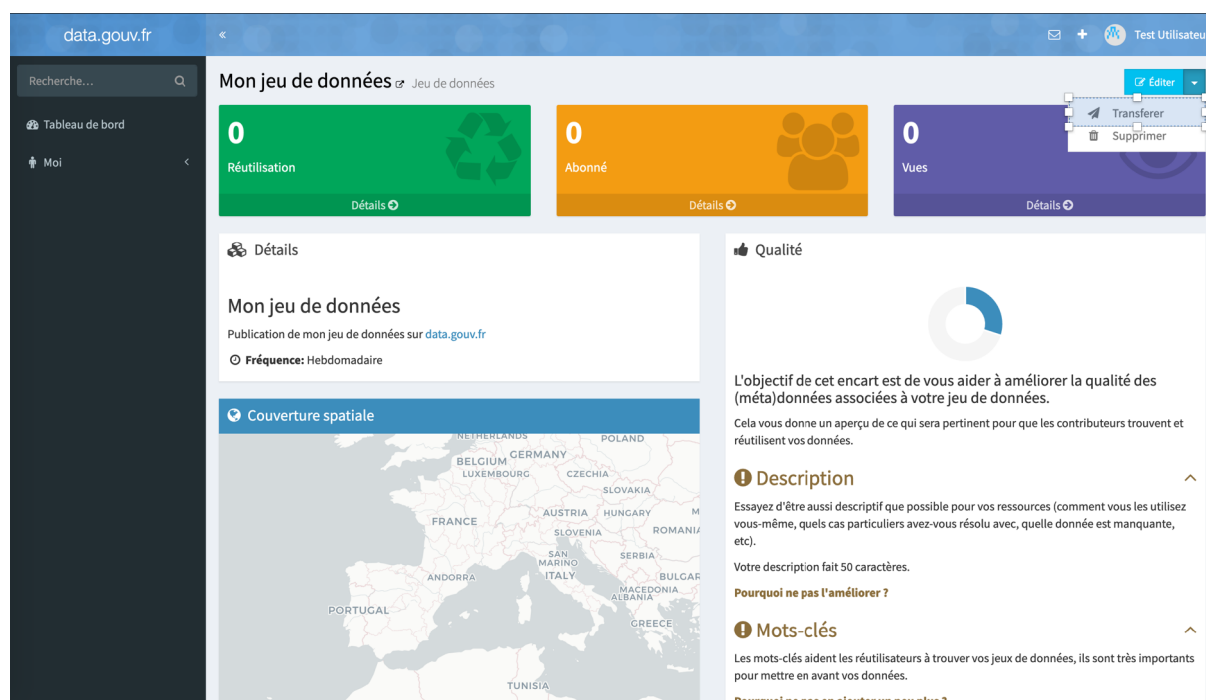 data.gouv.fr
«
Test Utilisateu
Recherche...
Mon jeu de données Jeu de données
Éditer
Transferer
Supprimer
Tableau de bord
Moi
0
Réutilisation
Détails
0
Abonné
Détails
0
Vues
Détails
Détails
Mon jeu de données
Publication de mon jeu de données sur data.gouv.fr
Fréquence: Hebdomadaire
Couverture spatiale
NETHERLANDS
POLAND
BELGIUM
GERMANY
LUXEMBOURG
CZECHIA
SLOVAKIA
AUSTRIA
HUNGARY
M
FRANCE
SLOVENIA
ROMANIA
SAN
MARINO
SERBIA
ANDORRA
ITALY
BULGAR
MACEDONIA
ALBANIA
PORTUGAL
GREECE
TUNISIA
Qualité
L'objectif de cet encart est de vous aider à améliorer la qualité des
(méta)données associées à votre jeu de données.
Cela vous donne un aperçu de ce qui sera pertinent pour que les contributeurs trouvent et
réutilisent vos données.
Description
Essayez d'être aussi descriptif que possible pour vos ressources (comment vous les utilisez
vous-même, quels cas particuliers avez-vous résolu avec, quelle donnée est manquante,
etc).
Votre description fait 50 caractères.
Pourquoi ne pas l'améliorer ?
Mots-clés
Les mots-clés aident les réutilisateurs à trouver vos jeux de données, ils sont très importants
pour mettre en avant vos données.
Pourquoi ne pas en ajouter un peu plus ?